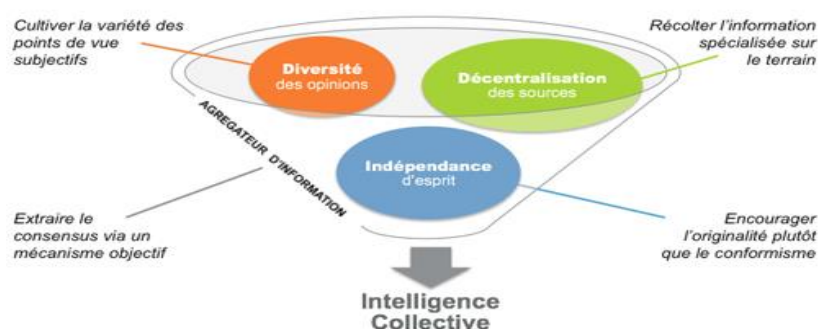 Cultiver la variété des
points de vue
subjectifs
Récolter l'information
spécialisée sur
le terrain
Diversité
des opinions
Décentralisation
des sources
AGREGATEUR D'INFORMATION
Indépendance
d'esprit
Extraire le
consensus via un
mécanisme objectif
Encourager
l'originalité plutôt
que le conformisme
Intelligence
Collective